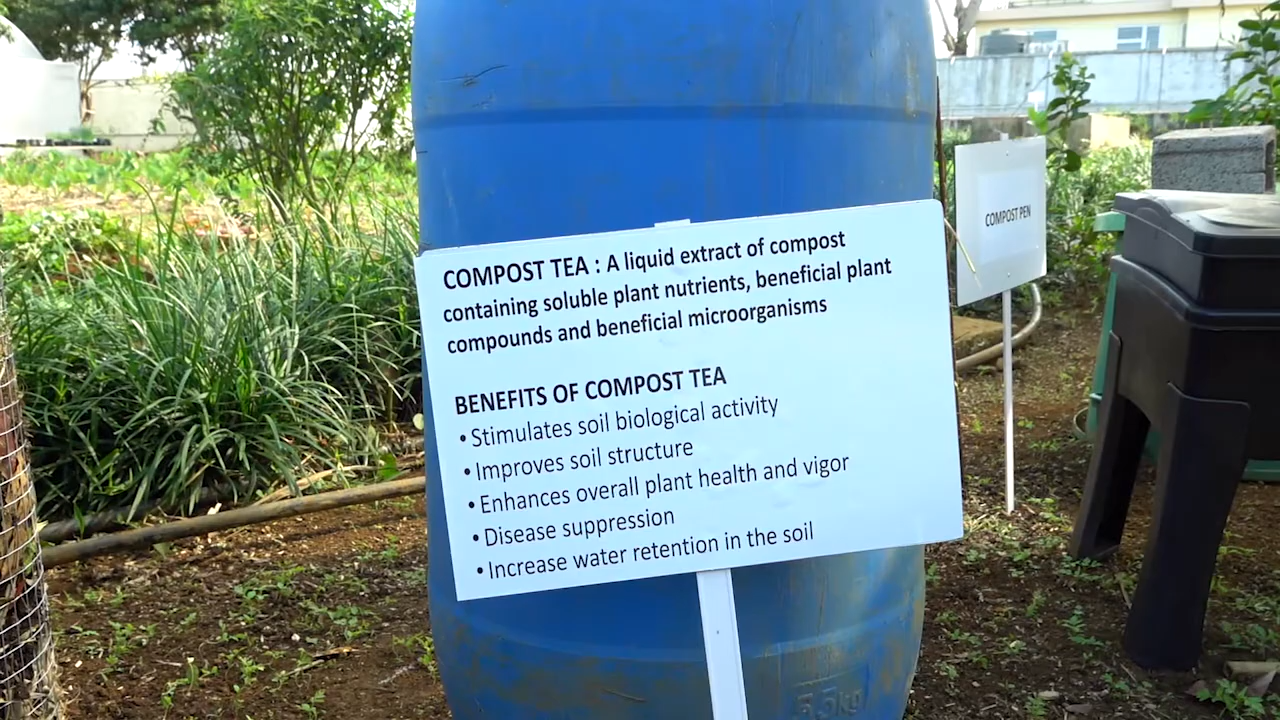 COMPOST TEA : A liquid extract of compost
containing soluble plant nutrients, beneficial plant
compounds and beneficial microorganisms
BENEFITS OF COMPOST TEA
• Stimulates soil biological activity
• Improves soil structure
• Enhances overall plant health and vigor
• Disease suppression
• Increase water retention in the soil
COMPOST PEN